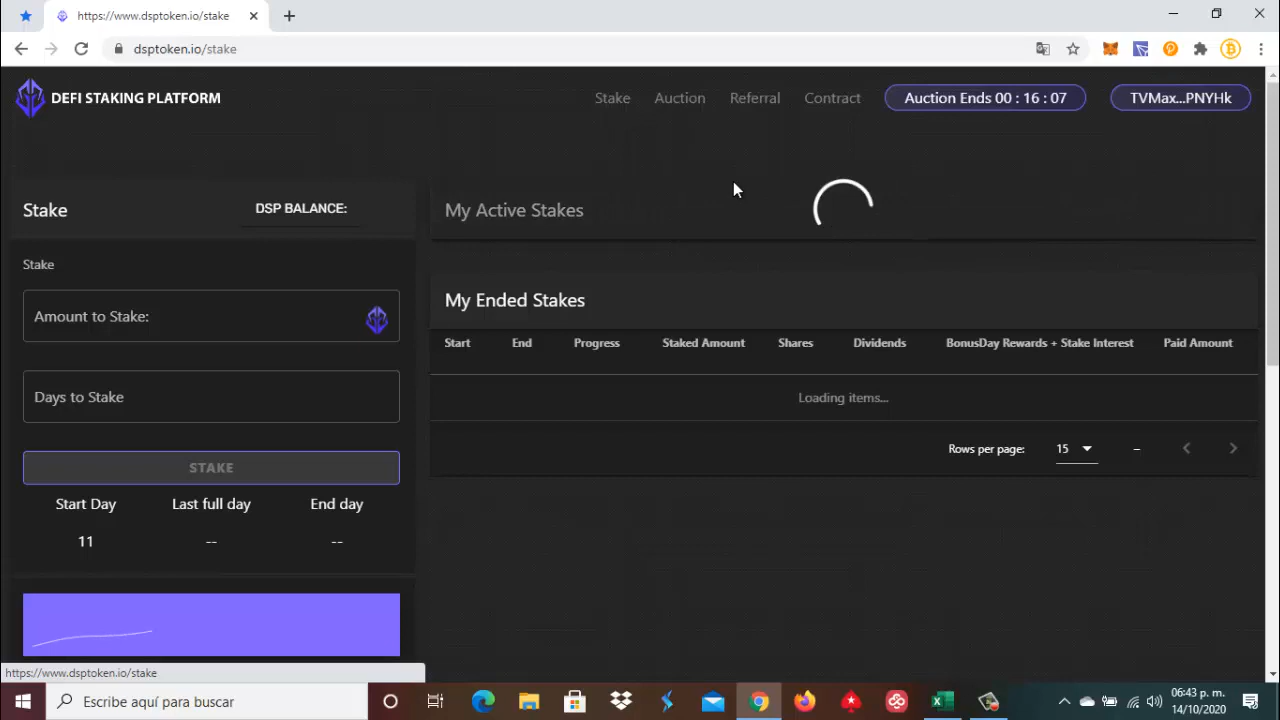 https://www.dsptoken.io/stake
dsptoken.io/stake
DEFI STAKING PLATFORM
Stake
Auction
Referral
Contract
Auction Ends 00 : 16 : 07
TVMax...PNYHk
Stake
DSP BALANCE:
My Active Stakes
Stake
Amount to Stake:
Days to Stake
STAKE
Start Day
Last full day
End day
11
--
--
My Ended Stakes
Start
End
Progress
Staked Amount
Shares
Dividends
BonusDay Rewards + Stake Interest
Paid Amount
Loading items...
Rows per page:
15
–
https://www.dsptoken.io/stake
Escribe aquí para buscar
06:43 p. m.
14/10/2020